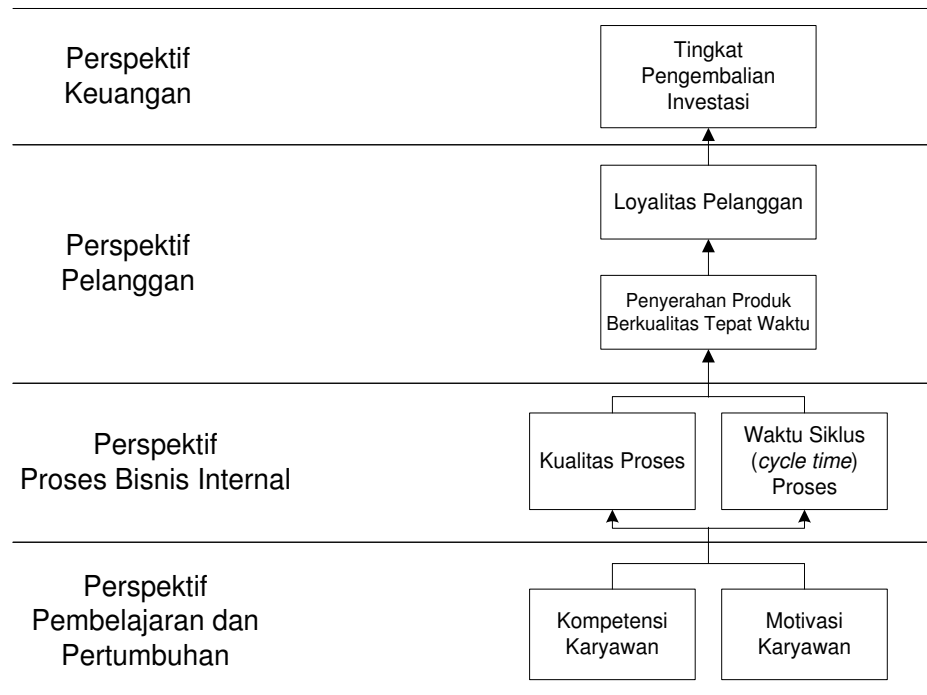 Perspektif
Keuangan
Tingkat
Pengembalian
Investasi
Perspektif
Pelanggan
Loyalitas Pelanggan
Penyerahan Produk
Berkualitas Tepat Waktu
Perspektif
Proses Bisnis Internal
Kualitas Proses
Waktu Siklus
(cycle time)
Proses
Perspektif
Pembelajaran dan
Pertumbuhan
Kompetensi
Karyawan
Motivasi
Karyawan